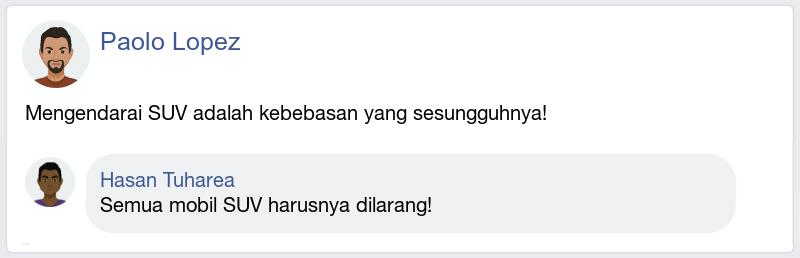 Paolo Lopez
Mengendarai SUV adalah kebebasan yang sesungguhnya!
Hasan Tuharea
Semua mobil SUV harusnya dilarang!